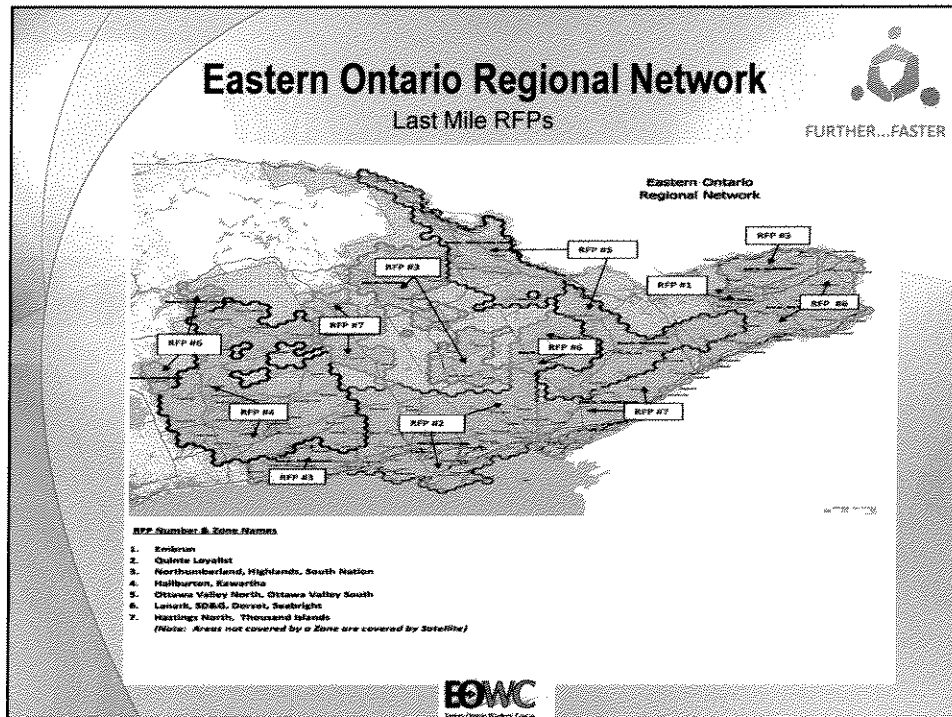 Eastern Ontario Regional Network
Last Mile RFPs
FURTHER...FASTER
Eastern Ontario
Regional Network
RFP #3
RFP #5
RFP #3
RFP #1
RFP #6
RFP #7
RFP #6
RFP #6
RFP #4
RFP #2
RFP #7
RFP #3
RFP Number & Zone Names
1. Embrun
2. Quinte Loyalist
3. Northumberland, Highlands, South Nation
4. Haliburton, Kawartha
5. Ottawa Valley North, Ottawa Valley South
6. Lanark, SD&G, Dorset, Seabright
7. Hastings North, Thousand Islands
(Note: Areas not covered by a Zone are covered by Satellite)
EOWC